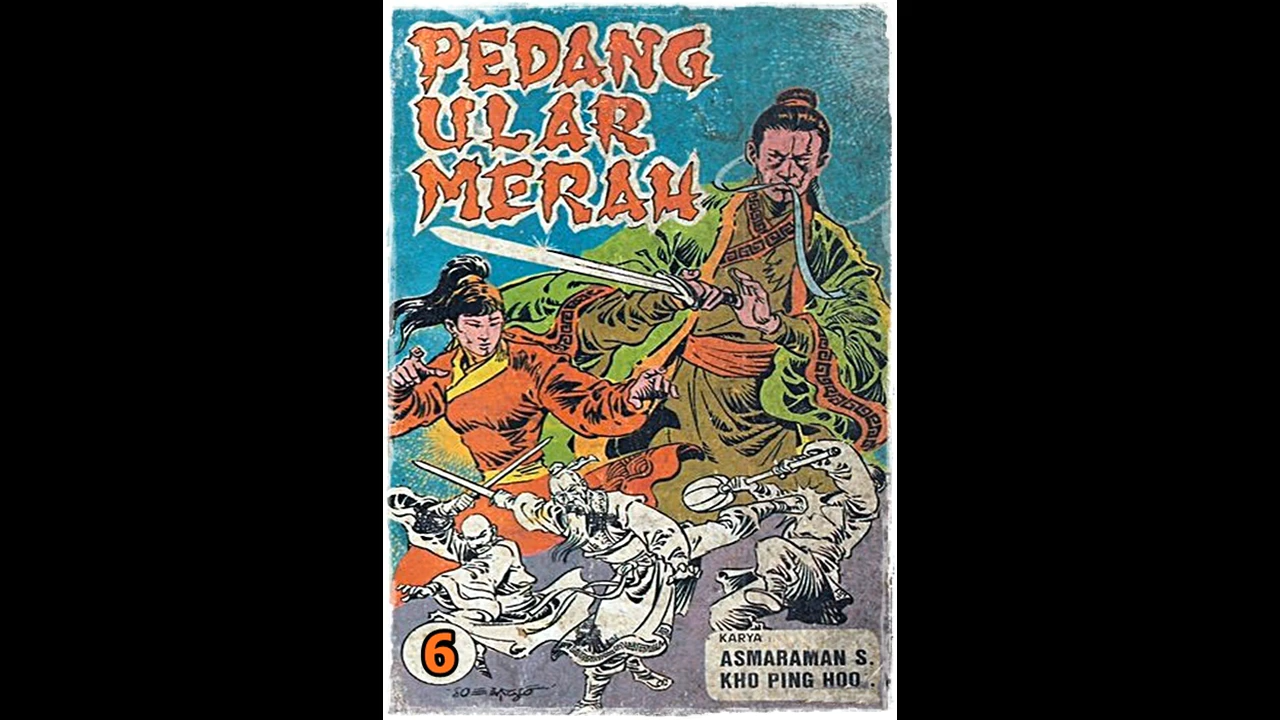 PEDANG
ULAR
MERAH
6
KARYA :
ASMARAMAN S.
KHO PING HOO .